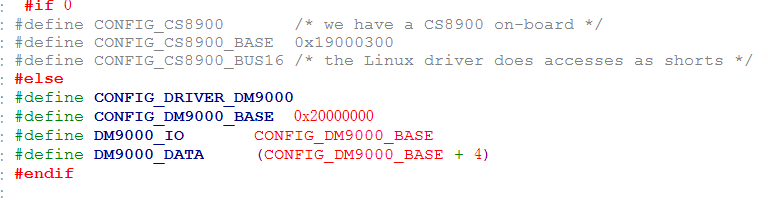 #if 0
#define CONFIG_CS8900 /* we have a CS8900 on-board */
#define CONFIG_CS8900_BASE 0x19000300
#define CONFIG_CS8900_BUS16 /* the Linux driver does accesses as shorts */
#else
#define CONFIG_DRIVER_DM9000
#define CONFIG_DM9000_BASE 0x20000000
#define DM9000_IO CONFIG_DM9000_BASE
#define DM9000_DATA (CONFIG_DM9000_BASE + 4)
#endif